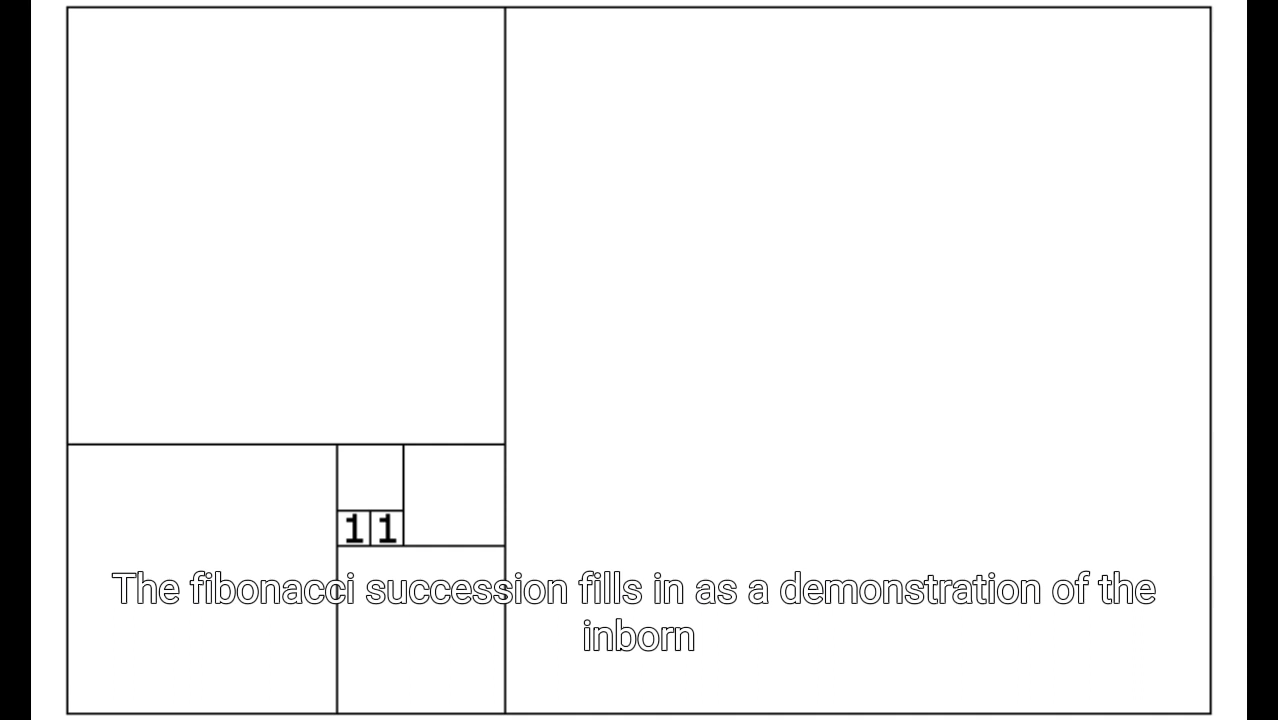 1 1
The fibonacci succession fills in as a demonstration of the
inborn